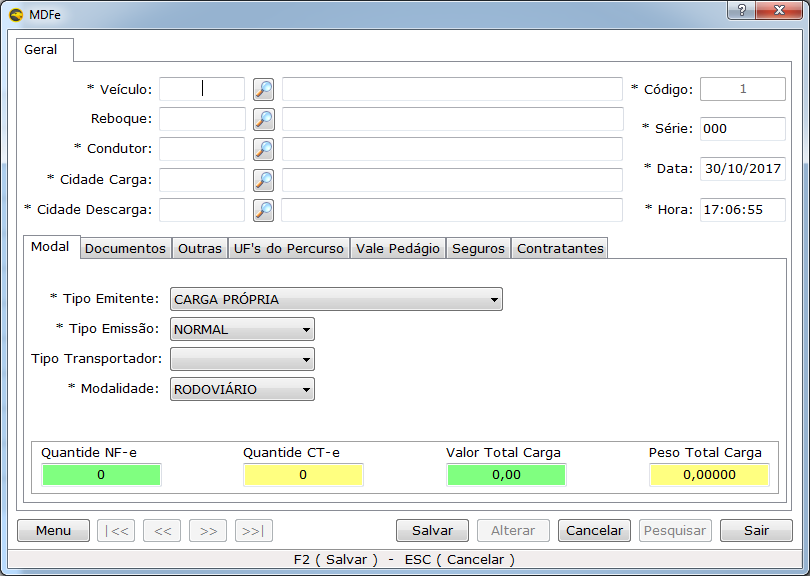 MDFe
?
Geral
* Veículo:
* Código: 1
Reboque:
* Série: 000
* Condutor:
* Data: 30/10/2017
* Cidade Carga:
* Cidade Descarga:
* Hora: 17:06:55
Modal Documentos Outras UF's do Percurso Vale Pedágio Seguros Contratantes
* Tipo Emitente: CARGA PRÓPRIA
* Tipo Emissão: NORMAL
Tipo Transportador:
* Modalidade: RODOVIÁRIO
Quantide NF-e Quantide CT-e Valor Total Carga Peso Total Carga
0 0 0,00 0,00000
Menu |<< << >> >>| Salvar Alterar Cancelar Pesquisar Sair
F2 ( Salvar ) - ESC ( Cancelar )